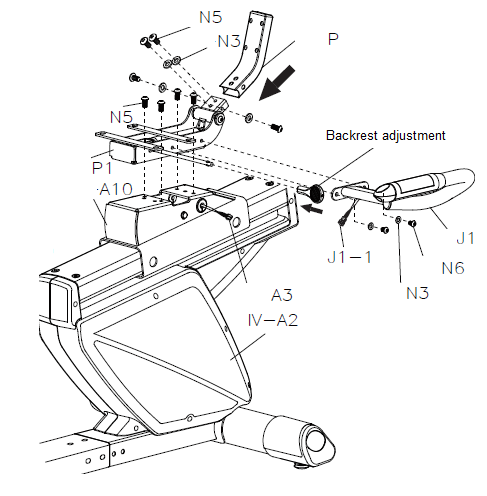 N5
N3
P
N5
Backrest adjustment
P1
A10
J1
J1-1
N6
N3
A3
IV-A2